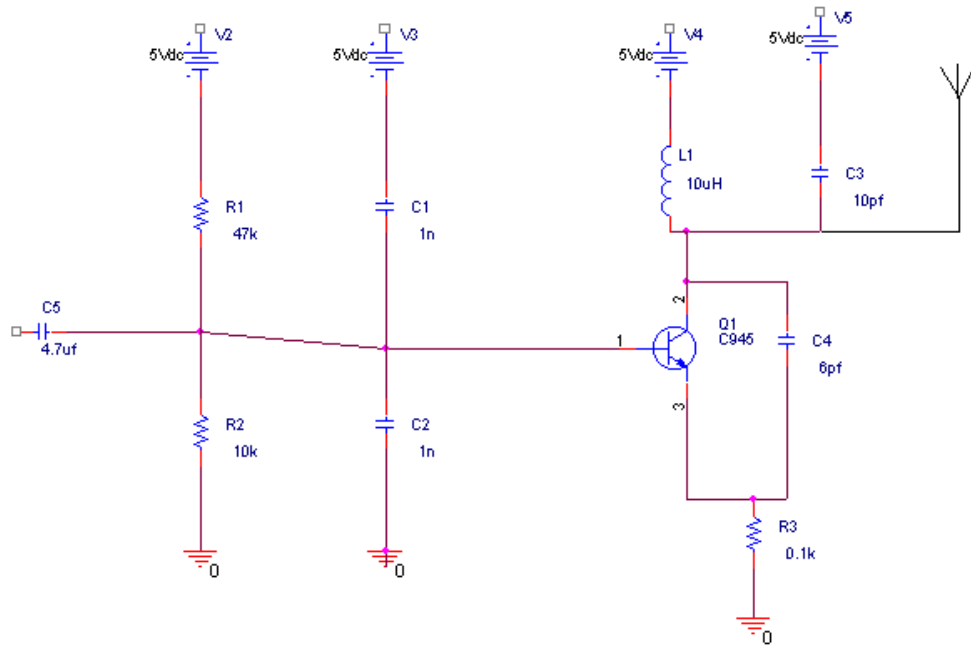 V2
5Vdc
V3
5Vdc
V4
5Vdc
V5
5Vdc
L1
10uH
C3
10pf
R1
47k
C1
1n
C5
4.7uf
1
2
3
Q1
C945
C4
6pf
R2
10k
C2
1n
R3
0.1k
0
0
0